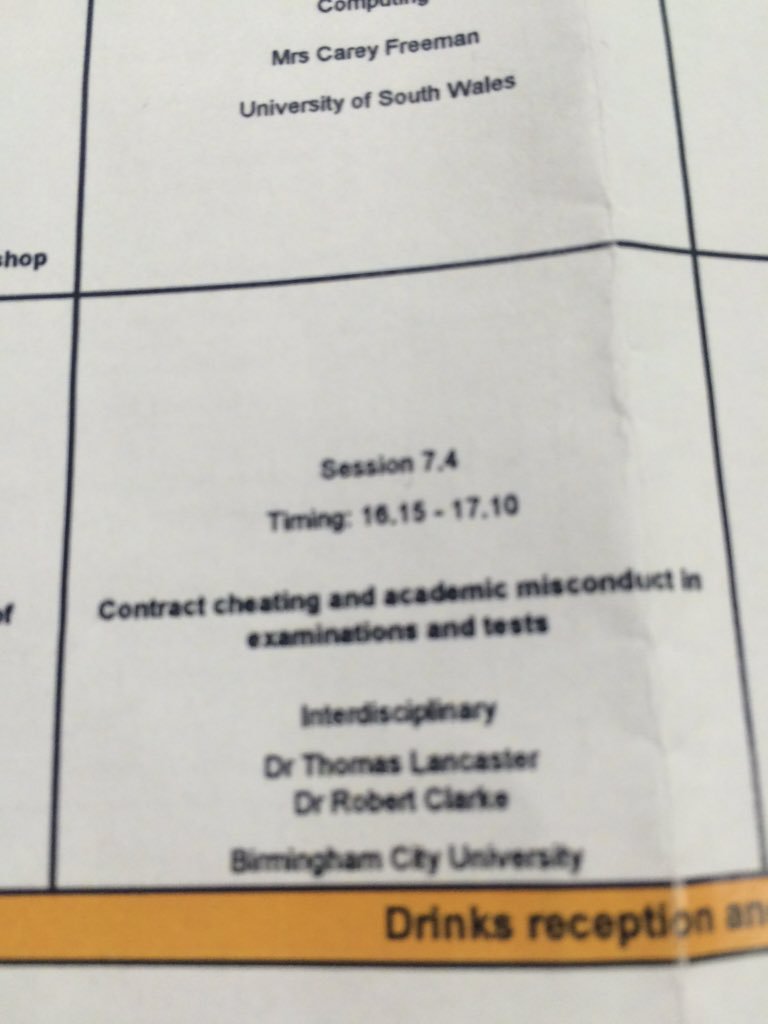 Computing
Mrs Carey Freeman
University of South Wales
shop
Session 7.4
Timing: 16.15 - 17.10
of
Contract cheating and academic misconduct in
examinations and tests
Interdisciplinary
Dr Thomas Lancaster
Dr Robert Clarke
Birmingham City University
Drinks reception an